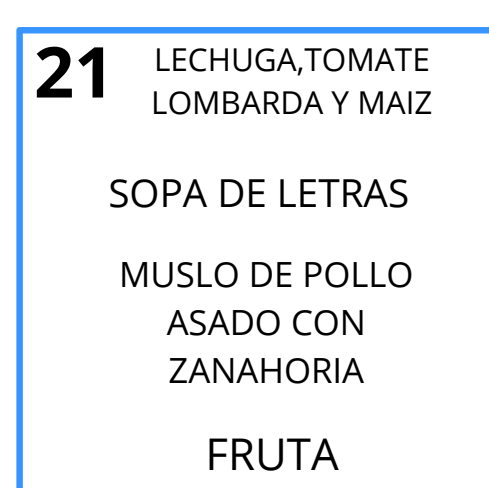 21
LECHUGA,TOMATE
LOMBARDA Y MAIZ
SOPA DE LETRAS
MUSLO DE POLLO
ASADO CON
ZANAHORIA
FRUTA